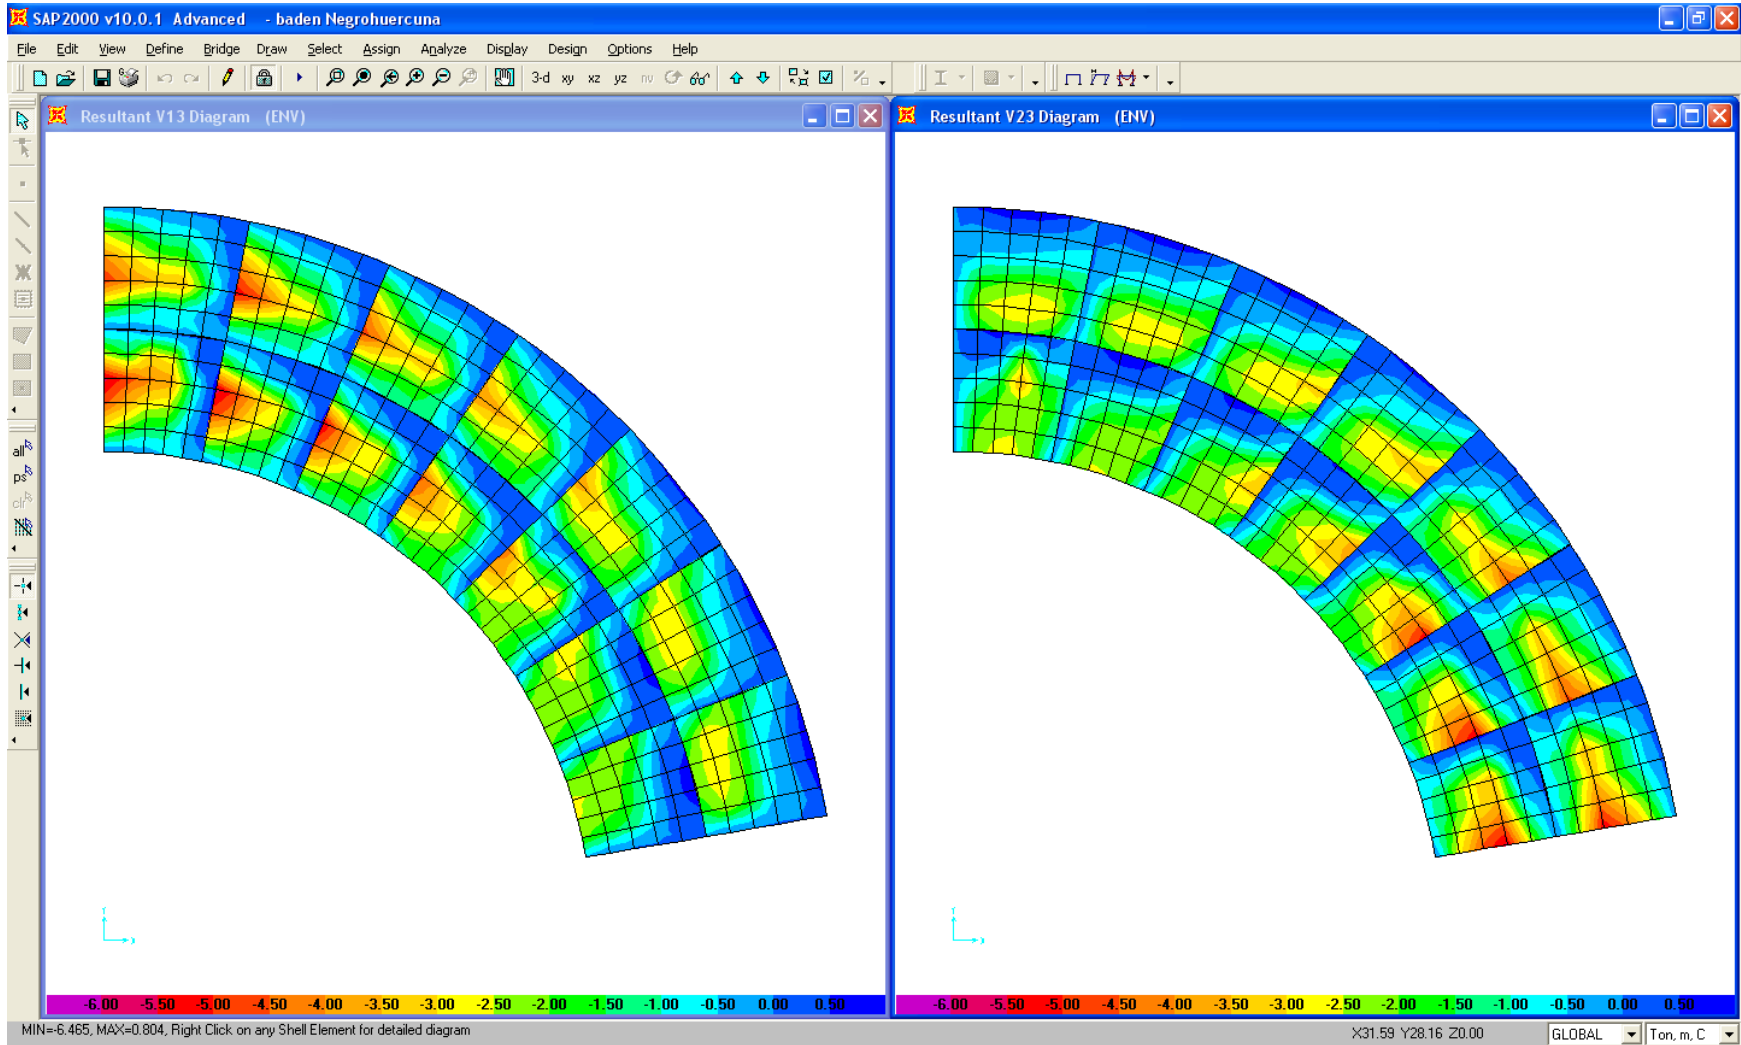 SAP2000 v10.0.1 Advanced - baden Negrohuercuna
File Edit View Define Bridge Draw Select Assign Analyze Display Design Options Help
3-d xy xz yz nv
Resultant V13 Diagram (ENV)
Resultant V23 Diagram (ENV)
all
ps
clr
-6.00 -5.50 -5.00 -4.50 -4.00 -3.50 -3.00 -2.50 -2.00 -1.50 -1.00 -0.50 0.00 0.50
-6.00 -5.50 -5.00 -4.50 -4.00 -3.50 -3.00 -2.50 -2.00 -1.50 -1.00 -0.50 0.00 0.50
MIN=-6.465, MAX=0.804, Right Click on any Shell Element for detailed diagram
X31.59 Y28.16 Z0.00
GLOBAL
Ton, m, C